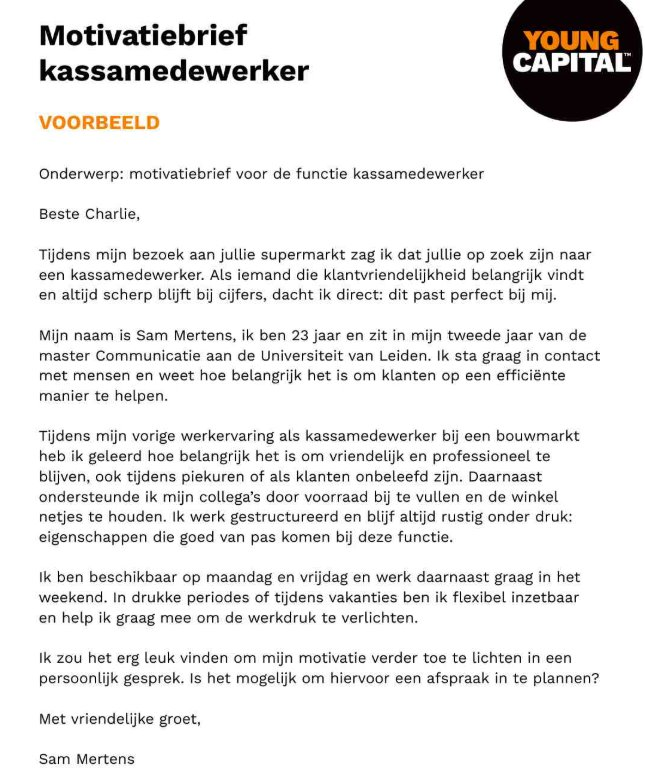 Motivatiebrief
kassamedewerker
YOUNG
CAPITAL™
VOORBEELD
Onderwerp: motivatiebrief voor de functie kassamedewerker
Beste Charlie,
Tijdens mijn bezoek aan jullie supermarkt zag ik dat jullie op zoek zijn naar
een kassamedewerker. Als iemand die klantvriendelijkheid belangrijk vindt
en altijd scherp blijft bij cijfers, dacht ik direct: dit past perfect bij mij.
Mijn naam is Sam Mertens, ik ben 23 jaar en zit in mijn tweede jaar van de
master Communicatie aan de Universiteit van Leiden. Ik sta graag in contact
met mensen en weet hoe belangrijk het is om klanten op een efficiënte
manier te helpen.
Tijdens mijn vorige werkervaring als kassamedewerker bij een bouwmarkt
heb ik geleerd hoe belangrijk het is om vriendelijk en professioneel te
blijven, ook tijdens piekuren of als klanten onbeleefd zijn. Daarnaast
ondersteunde ik mijn collega’s door voorraad bij te vullen en de winkel
netjes te houden. Ik werk gestructureerd en blijf altijd rustig onder druk:
eigenschappen die goed van pas komen bij deze functie.
Ik ben beschikbaar op maandag en vrijdag en werk daarnaast graag in het
weekend. In drukke periodes of tijdens vakanties ben ik flexibel inzetbaar
en help ik graag mee om de werkdruk te verlichten.
Ik zou het erg leuk vinden om mijn motivatie verder toe te lichten in een
persoonlijk gesprek. Is het mogelijk om hiervoor een afspraak in te plannen?
Met vriendelijke groet,
Sam Mertens